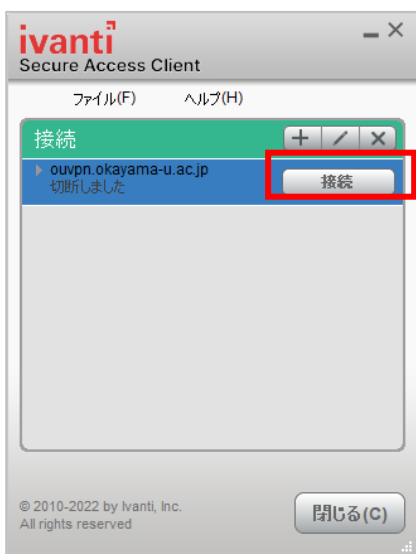 ivanti
Secure Access Client
ファイル(F) ヘルプ(H)
接続
ouvpn.okayama-u.ac.jp
切断しました
接続
© 2010-2022 by Ivanti, Inc.
All rights reserved
閉じる(C)